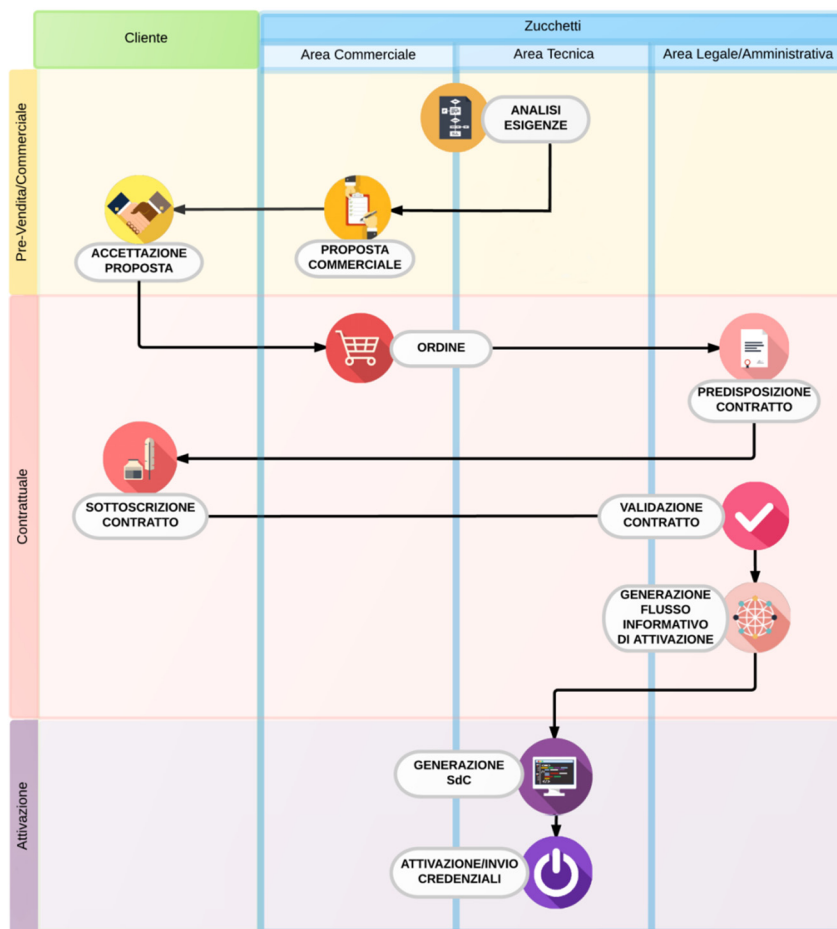 Cliente
Zucchetti
Area Commerciale
Area Tecnica
Area Legale/Amministrativa
Pre-Vendita/Commerciale
ANALISI
ESIGENZE
ACCETTAZIONE
PROPOSTA
PROPOSTA
COMMERCIALE
Contrattuale
ORDINE
PREDISPOSIZIONE
CONTRATTO
SOTTOSCRIZIONE
CONTRATTO
VALIDAZIONE
CONTRATTO
GENERAZIONE
FLUSSO
INFORMATIVO
DI ATTIVAZIONE
Attivazione
GENERAZIONE
SdC
ATTIVAZIONE/INVIO
CREDENZIALI